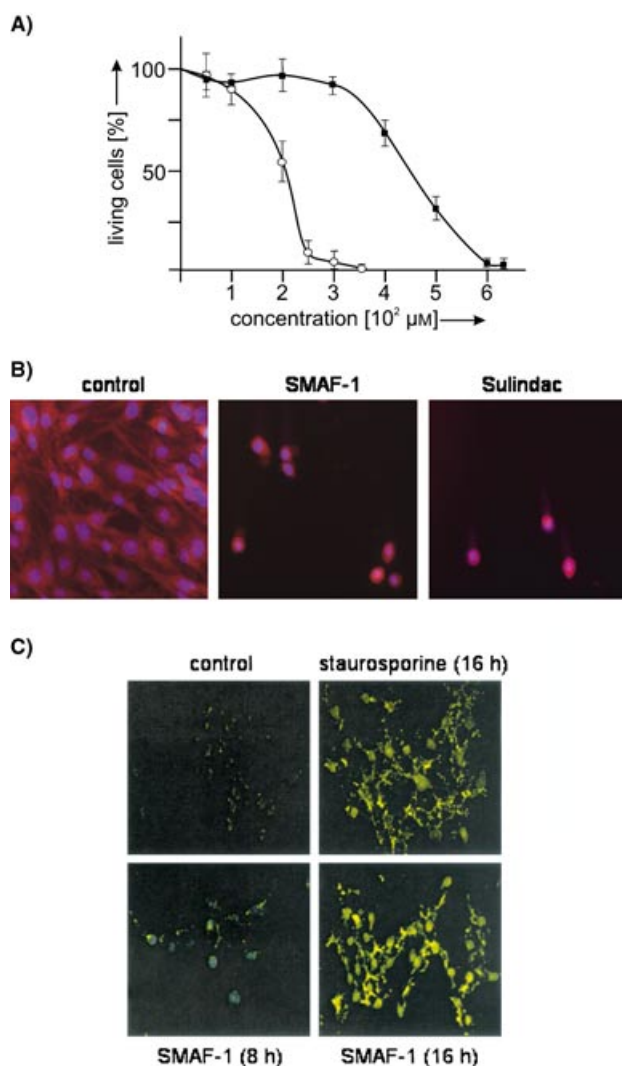 A)
living cells [%]
100
50
1 2 3 4 5 6
concentration [10² µM]
B)
control SMAF-1 Sulindac
C)
control staurosporine (16 h)
SMAF-1 (8 h) SMAF-1 (16 h)